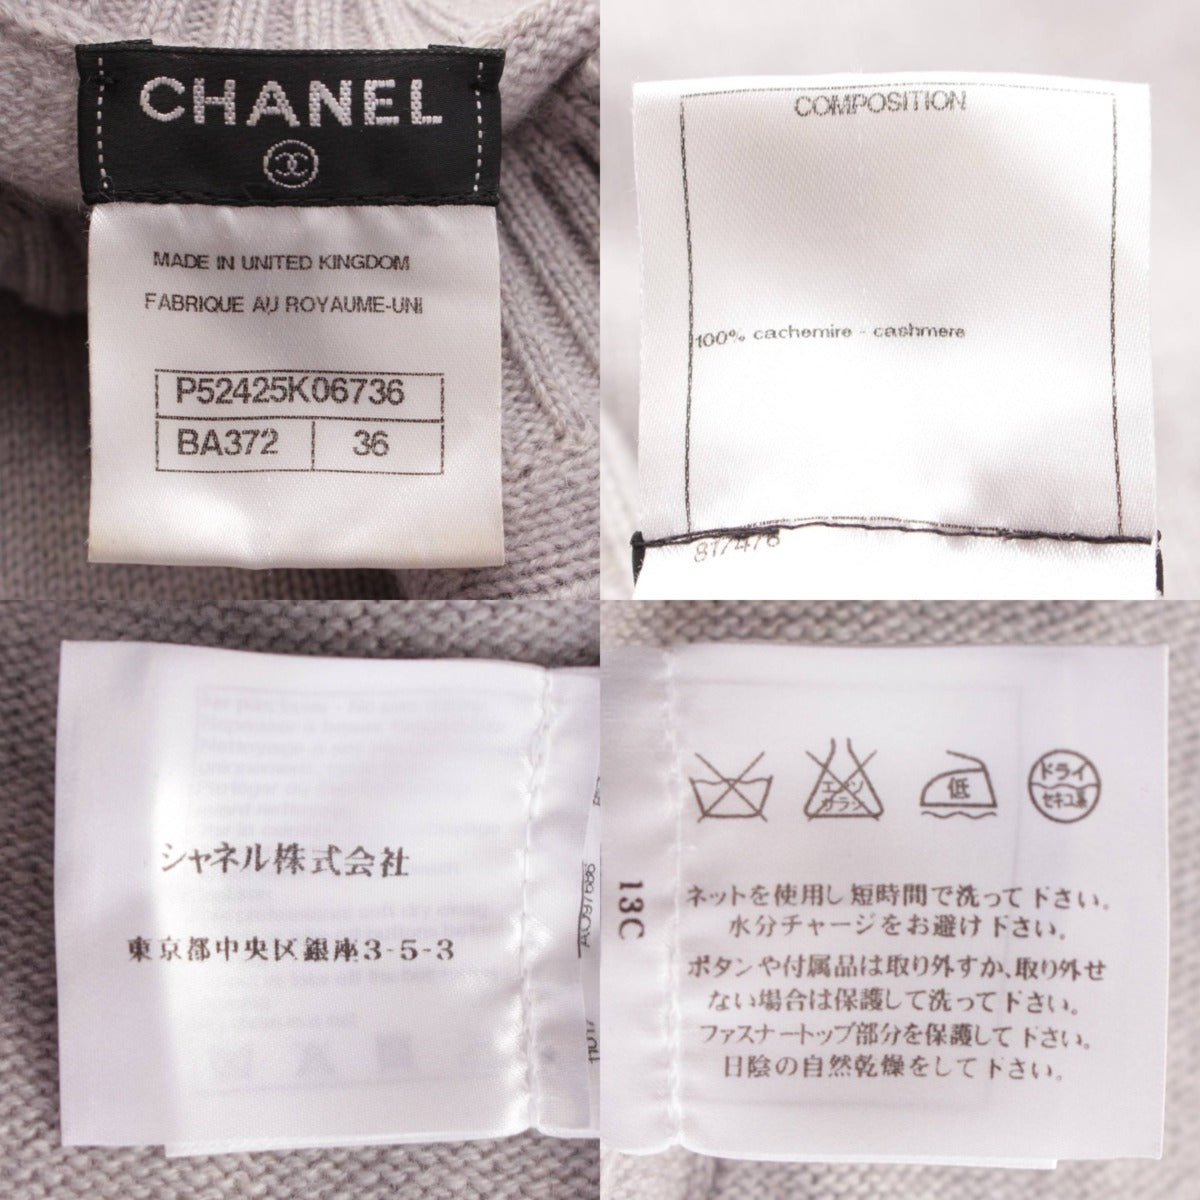 CHANEL
MADE IN UNITED KINGDOM
FABRIQUE AU ROYAUME-UNI
P52425K06736
BA372 36
COMPOSITION
100% cachemire - cashmere
817476
シャネル株式会社
東京都中央区銀座3-5-3
13C
エンソ
サラシ
低
ドライ
セキユ系
ネットを使用し短時間で洗って下さい。
水分チャージをお避け下さい。
ボタンや付属品は取り外すか、取り外せ
ない場合は保護して洗って下さい。
ファスナートップ部分を保護して下さい。
日陰の自然乾燥をして下さい。